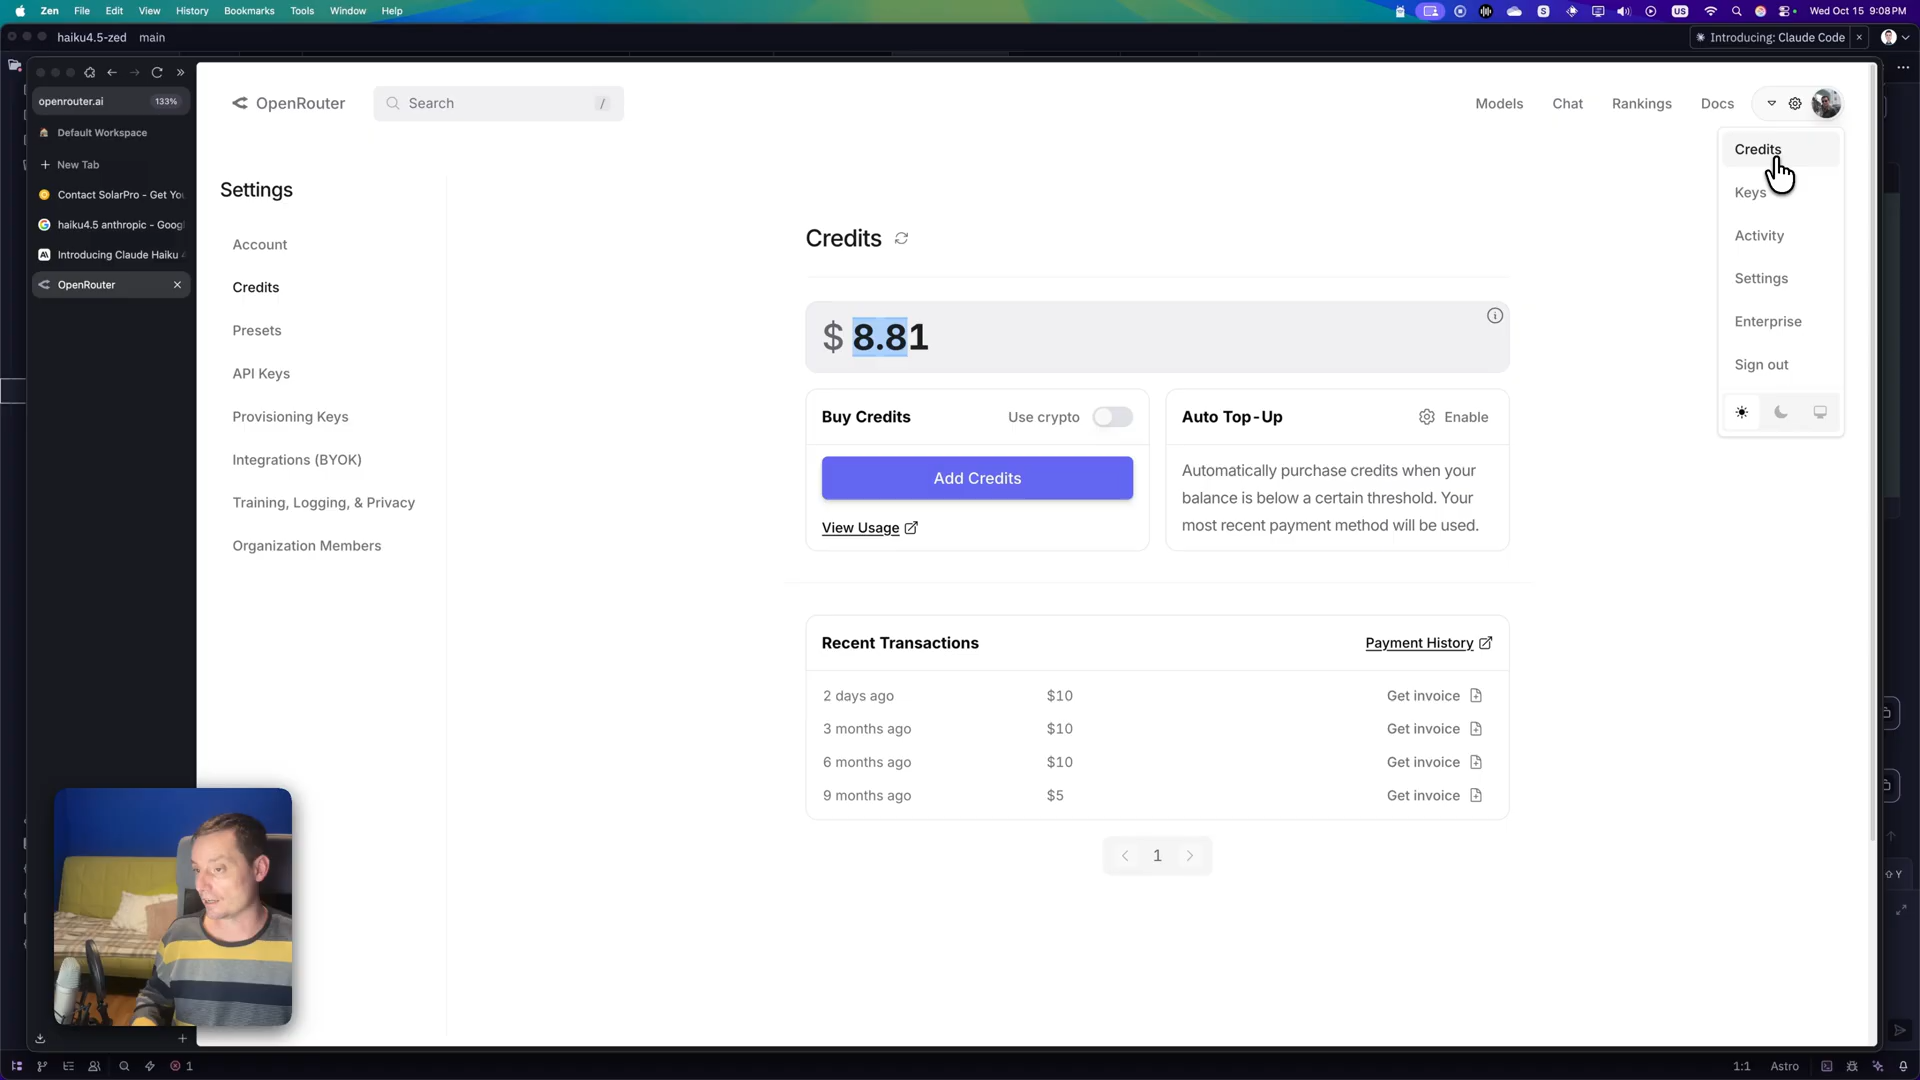 Zen File Edit View History Bookmarks Tools Window Help
S US Wed Oct 15 9:08PM
haiku4.5-zed main
Introducing: Claude Code ×
openrouter.ai 133%
Default Workspace
New Tab
Contact SolarPro - Get You
haiku4.5 anthropic - Googl
Introducing Claude Haiku 4
OpenRouter
OpenRouter
Search /
Models Chat Rankings Docs
Credits
Keys
Activity
Settings
Enterprise
Sign out
Settings
Account
Credits
Presets
API Keys
Provisioning Keys
Integrations (BYOK)
Training, Logging, & Privacy
Organization Members
Credits
$ 8.81
Buy Credits Use crypto
Add Credits
View Usage
Auto Top-Up Enable
Automatically purchase credits when your
balance is below a certain threshold. Your
most recent payment method will be used.
Recent Transactions Payment History
2 days ago $10 Get invoice
3 months ago $10 Get invoice
6 months ago $10 Get invoice
9 months ago $5 Get invoice
1
1
1:1 Astro